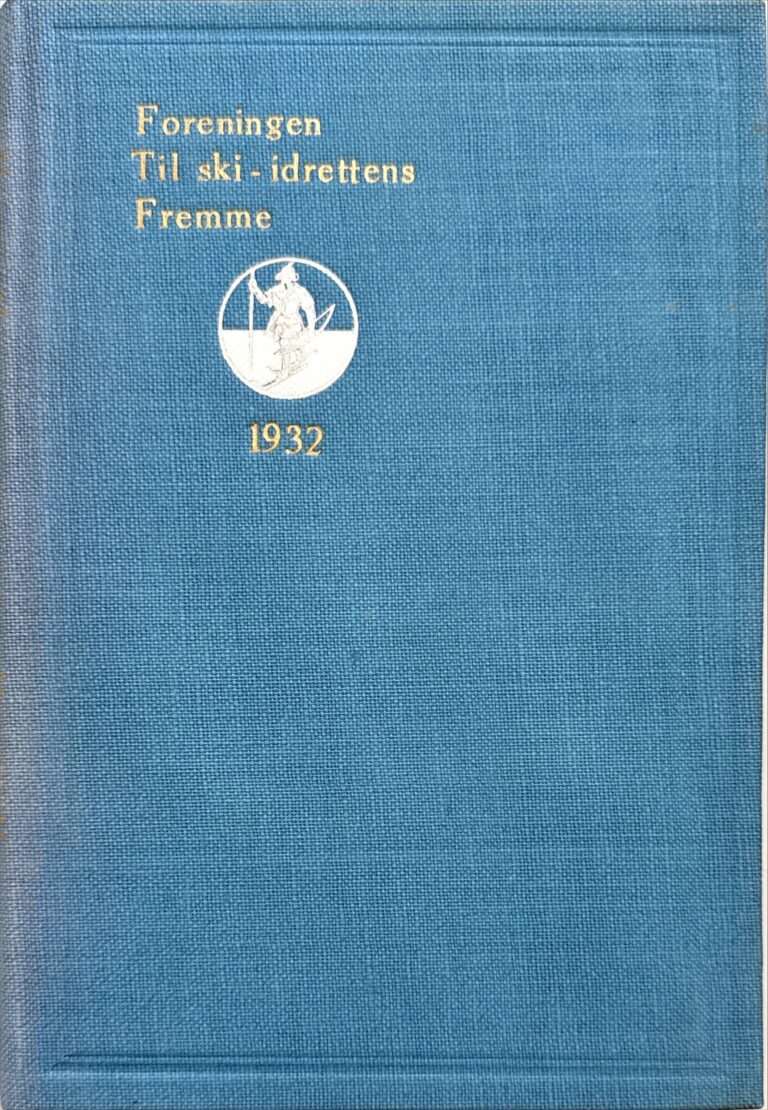 Foreningen
Til ski - idrettens
Fremme
1932